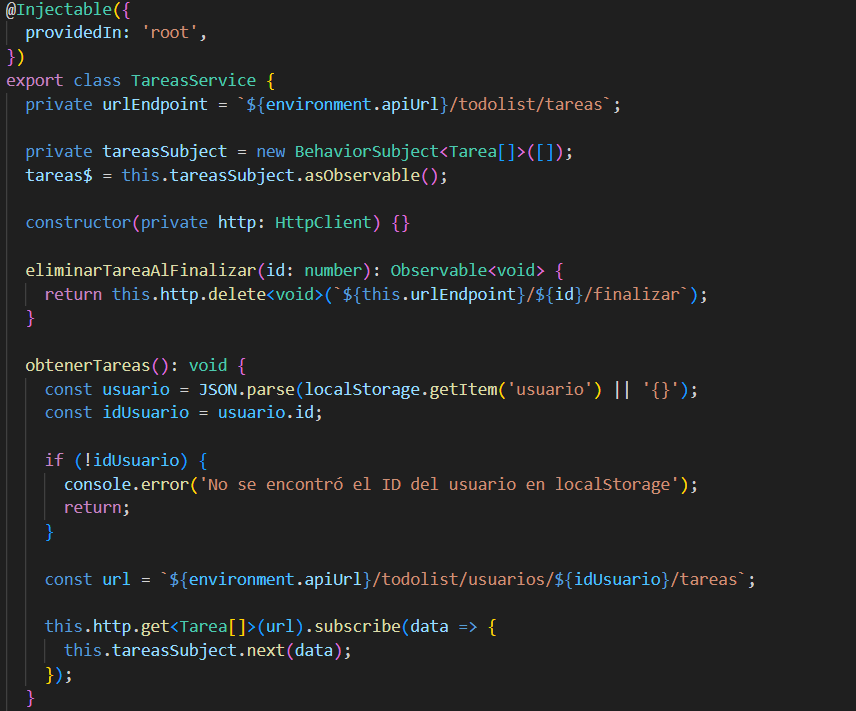 @Injectable({
  providedIn: 'root',
})
export class TareasService {
  private urlEndpoint = `${environment.apiUrl}/todolist/tareas`;

  private tareasSubject = new BehaviorSubject<Tarea[]>([]);
  tareas$ = this.tareasSubject.asObservable();

  constructor(private http: HttpClient) {}

  eliminarTareaAlFinalizar(id: number): Observable<void> {
    return this.http.delete<void>(`${this.urlEndpoint}/${id}/finalizar`);
  }

  obtenerTareas(): void {
    const usuario = JSON.parse(localStorage.getItem('usuario') || '{}');
    const idUsuario = usuario.id;

    if (!idUsuario) {
      console.error('No se encontró el ID del usuario en localStorage');
      return;
    }

    const url = `${environment.apiUrl}/todolist/usuarios/${idUsuario}/tareas`;

    this.http.get<Tarea[]>(url).subscribe(data => {
      this.tareasSubject.next(data);
    });
  }